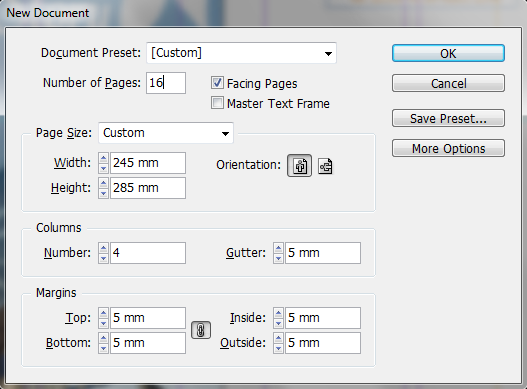 New Document
Document Preset: [Custom]
OK
Number of Pages: 16
Facing Pages
Cancel
Master Text Frame
Save Preset...
Page Size: Custom
More Options
Width: 245 mm
Orientation:
Height: 285 mm
Columns
Number: 4
Gutter: 5 mm
Margins
Top: 5 mm
Inside: 5 mm
Bottom: 5 mm
Outside: 5 mm